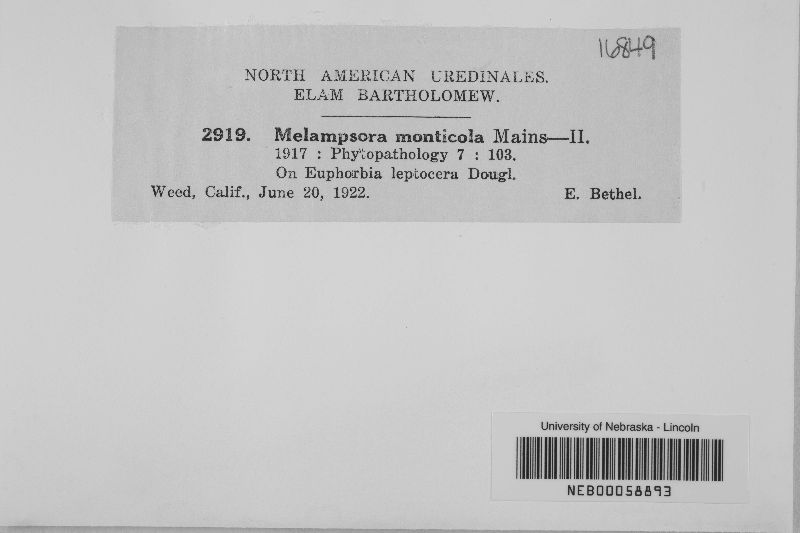 16849
NORTH AMERICAN UREDINALES.
ELAM BARTHOLOMEW.
2919. Melampsora monticola Mains—II.
1917 : Phytopathology 7 : 103.
On Euphorbia leptocera Dougl.
Weed, Calif., June 20, 1922. E. Bethel.
University of Nebraska - Lincoln
NEB00058893